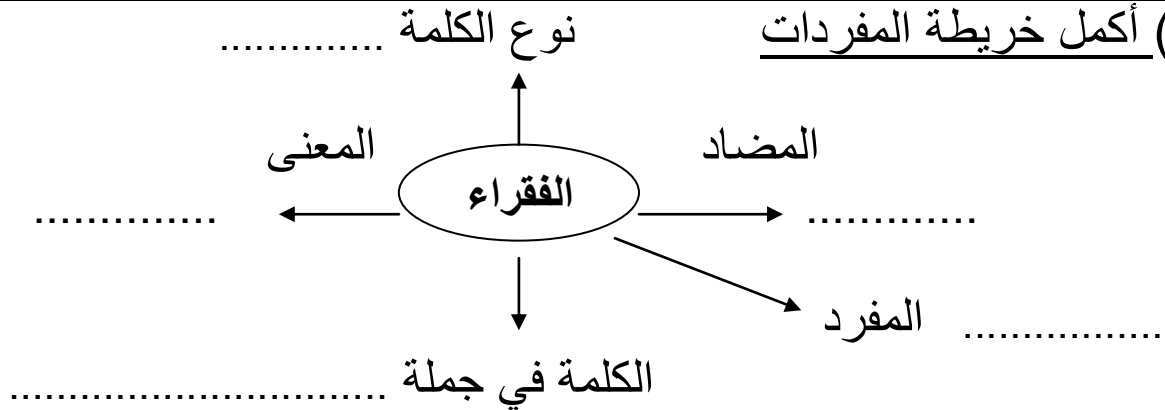 ) أكمل خريطة المفردات
نوع الكلمة ..............
المضاد
المعنى
الفقراء
.............
..............
المفرد ................
الكلمة في جملة ................................